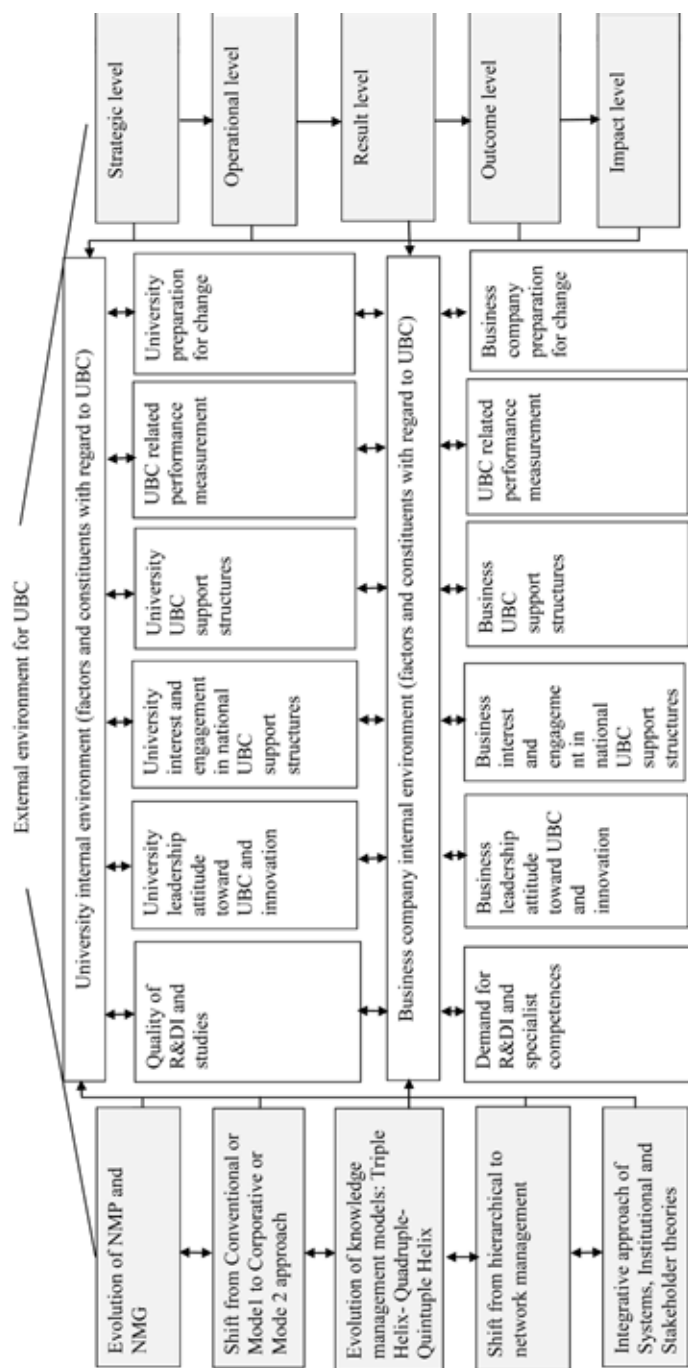 External environment for UBC
Evolution of NMP and
NMG
Shift from Conventional or
Mode1 to Corporative or
Mode 2 approach
Evolution of knowledge
management models: Triple
Helix- Quadruple-
Quintuple Helix
Shift from hierarchical to
network management
Integrative approach of
Systems, Institutional and
Stakeholder theories
University internal environment (factors and constituents with regard to UBC)
Quality of
R&DI and
studies
University
leadership
attitude
toward
UBC and
innovation
University
interest and
engagement
in national
UBC
support
structures
University
UBC
support
structures
UBC related
performance
measurement
University
preparation
for change
Business company internal environment (factors and constituents with regard to UBC)
Demand for
R&DI and
specialist
competences
Business
leadership
attitude
toward UBC
and
innovation
Business
interest
and
engageme
nt in
national
UBC
support
structures
Business
UBC
support
structures
UBC related
performance
measurement
Business
company
preparation
for change
Strategic level
Operational level
Result level
Outcome level
Impact level